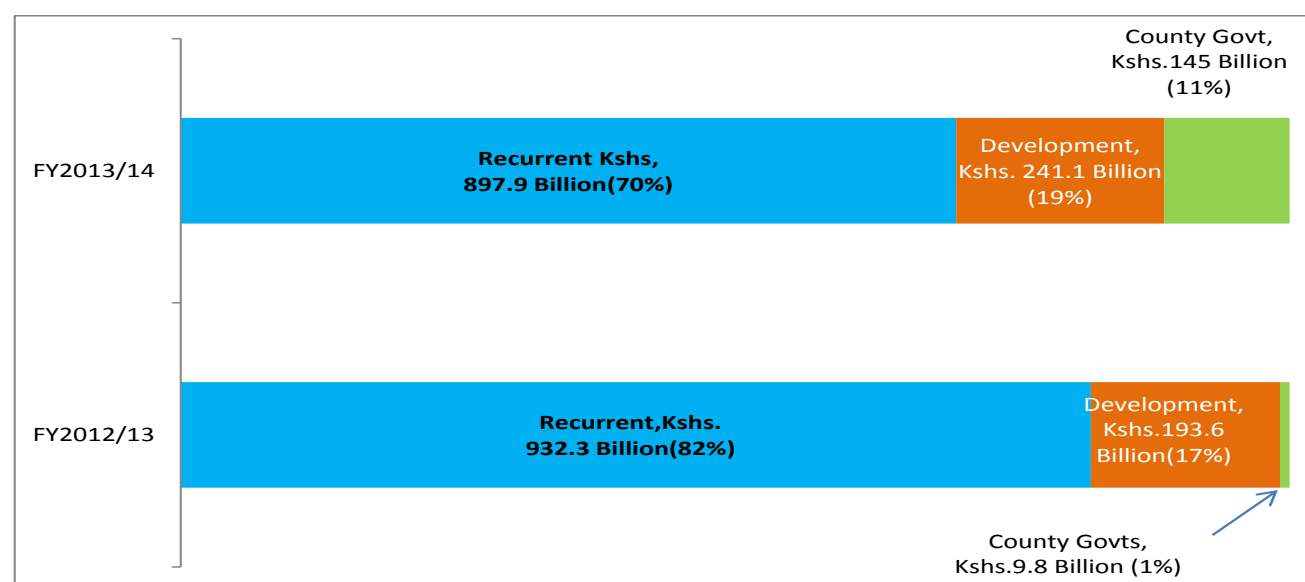 County Govt,
Kshs.145 Billion
(11%)
FY2013/14
Recurrent Kshs,
897.9 Billion(70%)
Development,
Kshs. 241.1 Billion
(19%)
FY2012/13
Recurrent,Kshs.
932.3 Billion(82%)
Development,
Kshs.193.6
Billion(17%)
County Govts,
Kshs.9.8 Billion (1%)